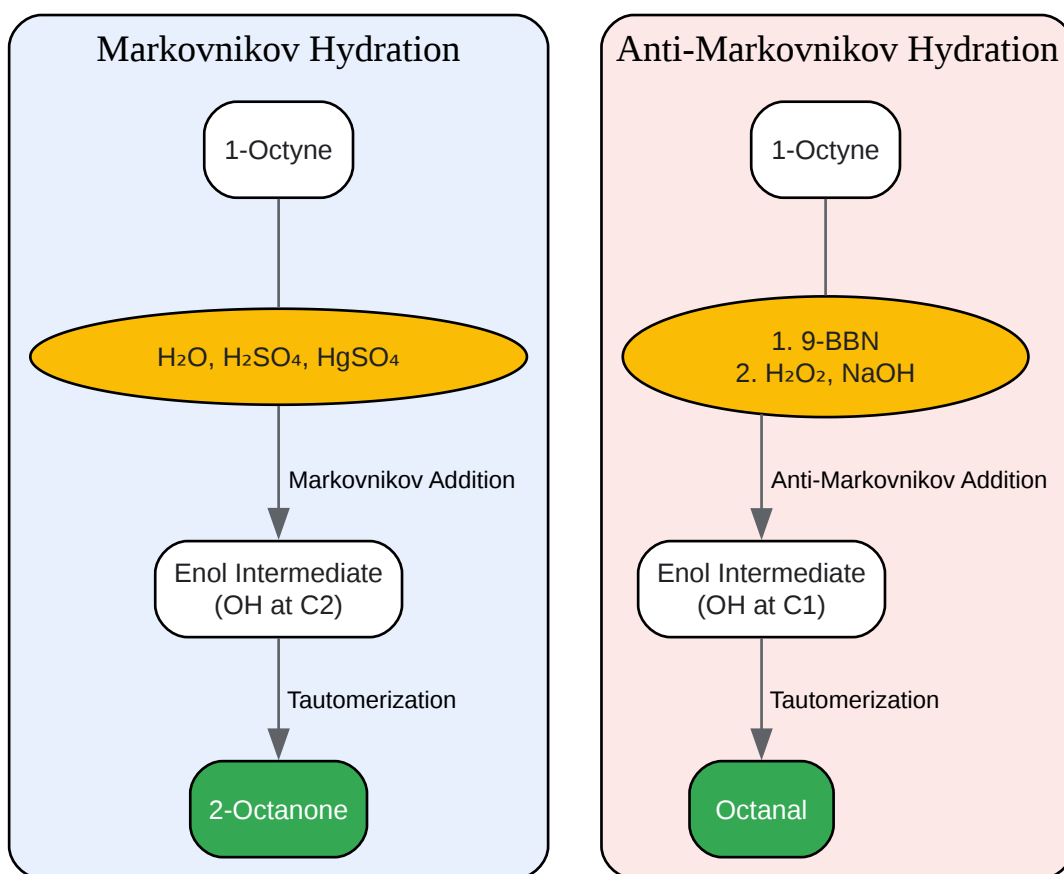 Markovnikov Hydration
1-Octyne
H₂O, H₂SO₄, HgSO₄
Markovnikov Addition
Enol Intermediate
(OH at C2)
Tautomerization
2-Octanone
Anti-Markovnikov Hydration
1-Octyne
1. 9-BBN
2. H₂O₂, NaOH
Anti-Markovnikov Addition
Enol Intermediate
(OH at C1)
Tautomerization
Octanal